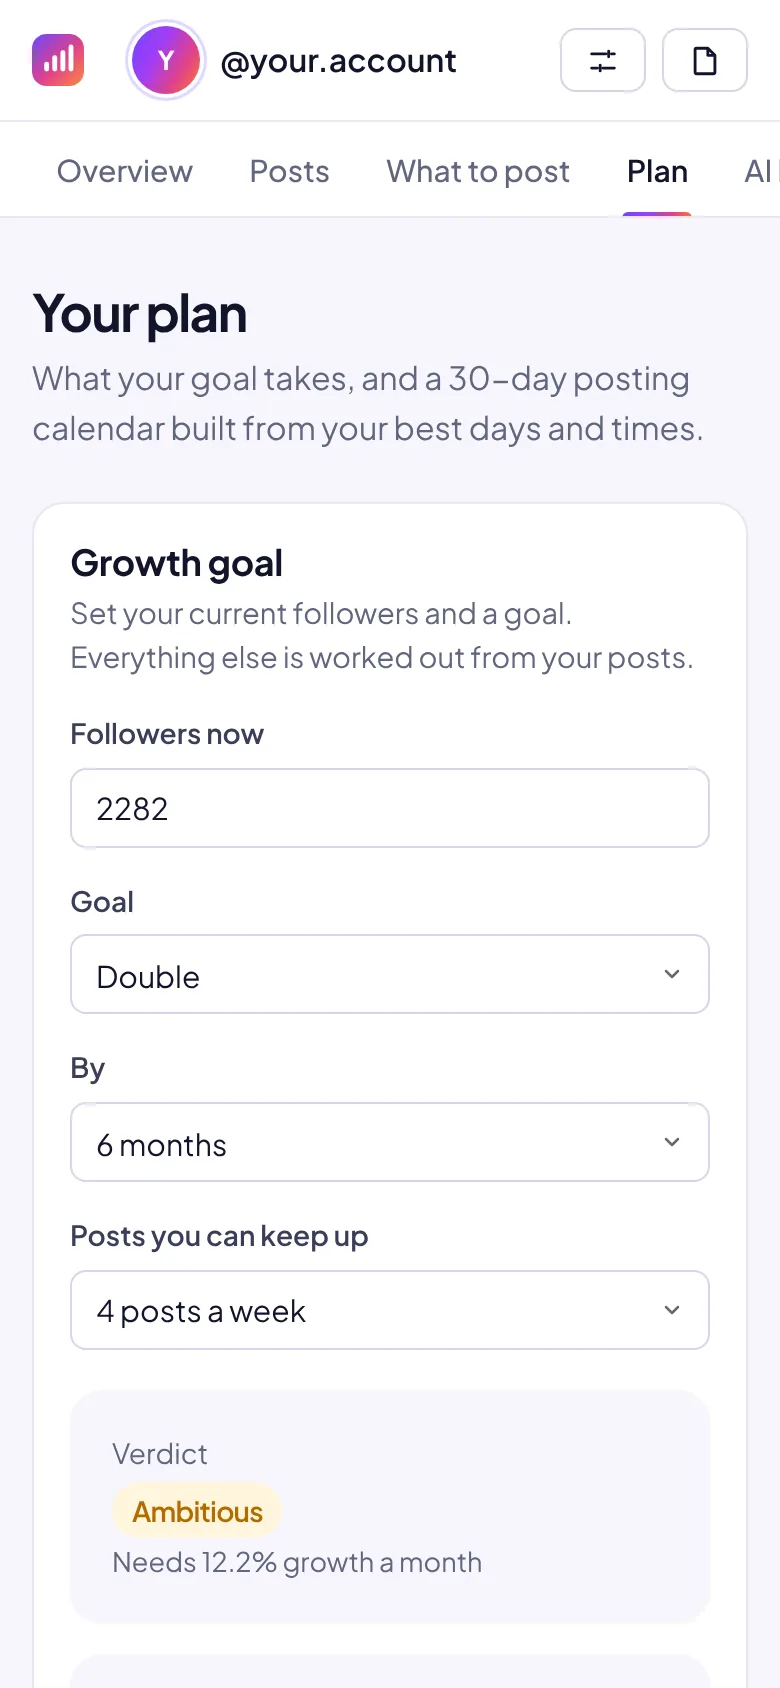 Y
@your.account
Overview Posts What to post Plan AI
Your plan
What your goal takes, and a 30–day posting
calendar built from your best days and times.
Growth goal
Set your current followers and a goal.
Everything else is worked out from your posts.
Followers now
2282
Goal
Double
By
6 months
Posts you can keep up
4 posts a week
Verdict
Ambitious
Needs 12.2% growth a month